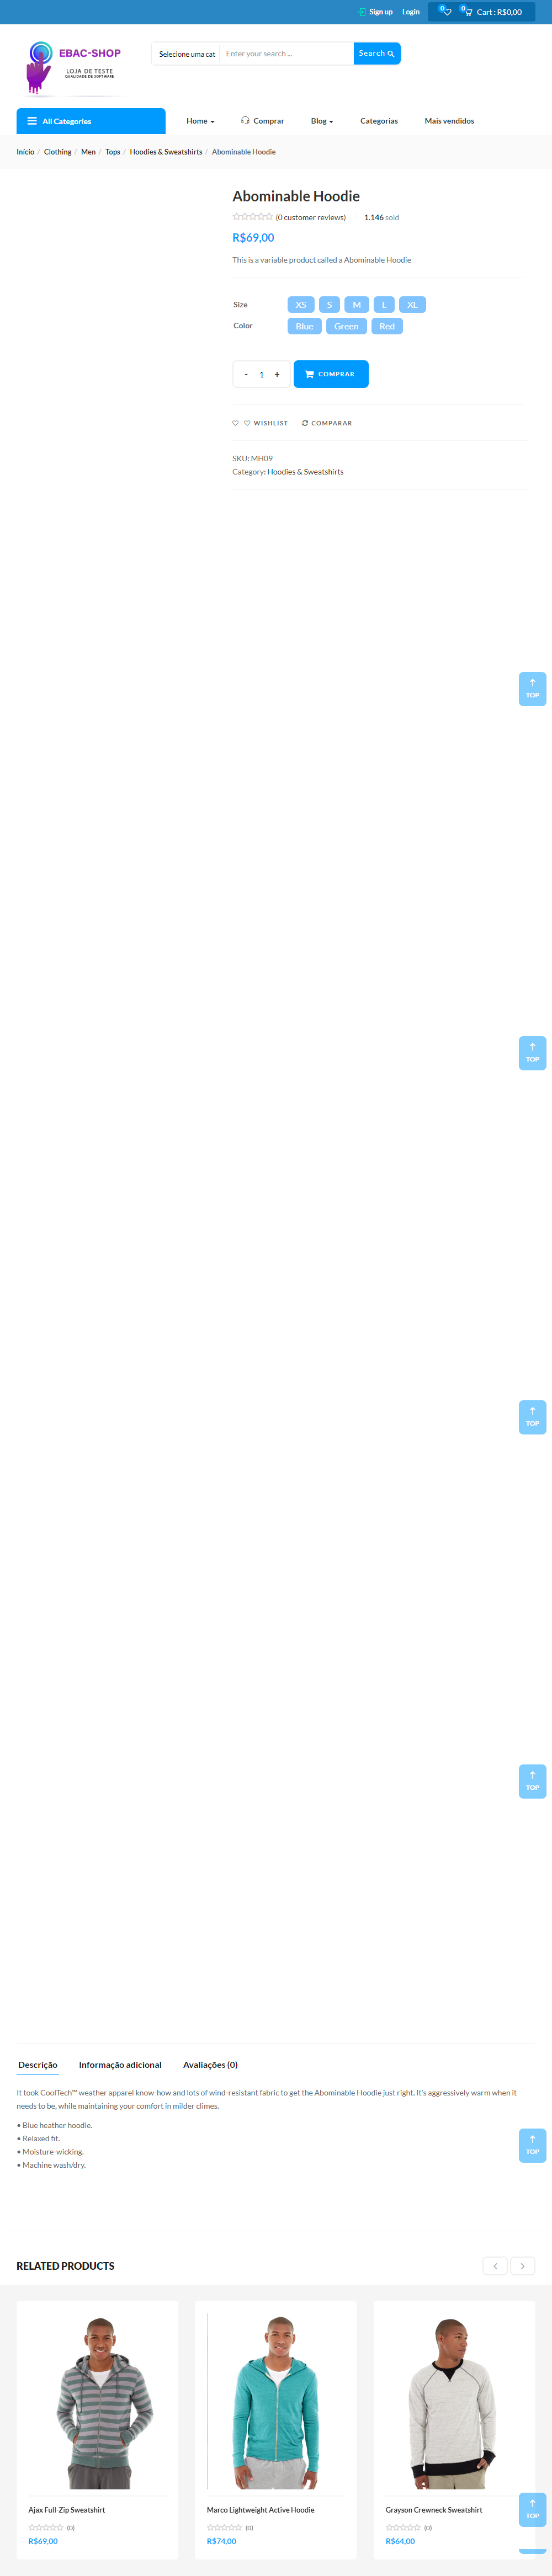 Sign up Login 0 0 Cart : R$0,00
EBAC-SHOP
LOJA DE TESTE
QUALIDADE DE SOFTWARE
Selecione uma cat Enter your search ... Search
All Categories Home Comprar Blog Categorias Mais vendidos
Início / Clothing / Men / Tops / Hoodies & Sweatshirts / Abominable Hoodie
Abominable Hoodie
(0 customer reviews) 1.146 sold
R$69,00
This is a variable product called a Abominable Hoodie
Size XS S M L XL
Color Blue Green Red
- 1 + COMPRAR
WISHLIST COMPARAR
SKU: MH09
Category: Hoodies & Sweatshirts
TOP
TOP
TOP
TOP
Descrição Informação adicional Avaliações (0)
It took CoolTech™ weather apparel know-how and lots of wind-resistant fabric to get the Abominable Hoodie just right. It's aggressively warm when it
needs to be, while maintaining your comfort in milder climes.
• Blue heather hoodie.
• Relaxed fit.
• Moisture-wicking.
• Machine wash/dry.
TOP
RELATED PRODUCTS
Ajax Full-Zip Sweatshirt
(0)
R$69,00
Marco Lightweight Active Hoodie
(0)
R$74,00
Grayson Crewneck Sweatshirt
(0)
R$64,00
TOP